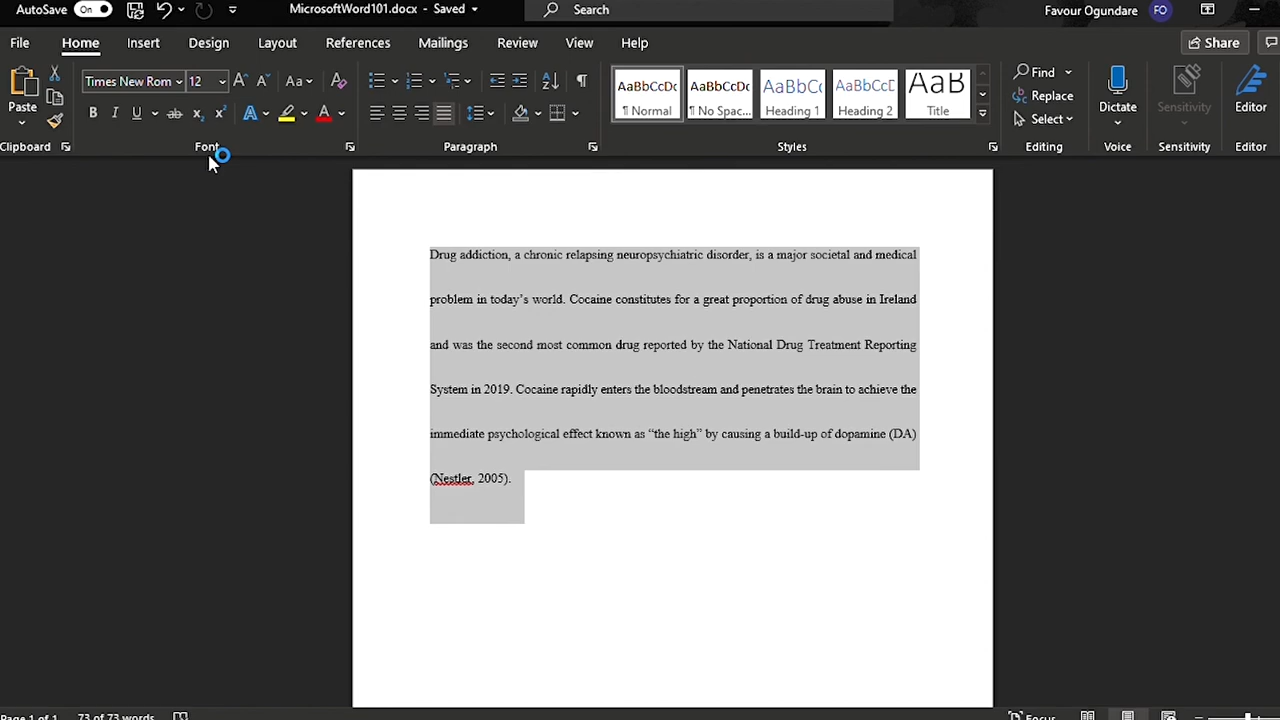 AutoSave On MicrosoftWord101.docx - Saved Search Favour Ogundare FO
File Home Insert Design Layout References Mailings Review View Help Share
Times New Rom 12 Aa
Paste
B I U ab x₂ x² A A
AaBbCcDc AaBbCcDc AaBbCc AaBbCcD AaB
¶ Normal ¶ No Spac... Heading 1 Heading 2 Title
Find
Replace
Select
Dictate Sensitivity Editor
Clipboard Font Paragraph Styles Editing Voice Sensitivity Editor
Drug addiction, a chronic relapsing neuropsychiatric disorder, is a major societal and medical
problem in today’s world. Cocaine constitutes for a great proportion of drug abuse in Ireland
and was the second most common drug reported by the National Drug Treatment Reporting
System in 2019. Cocaine rapidly enters the bloodstream and penetrates the brain to achieve the
immediate psychological effect known as “the high” by causing a build-up of dopamine (DA)
(Nestler, 2005).
Page 1 of 1 73 of 73 words Focus